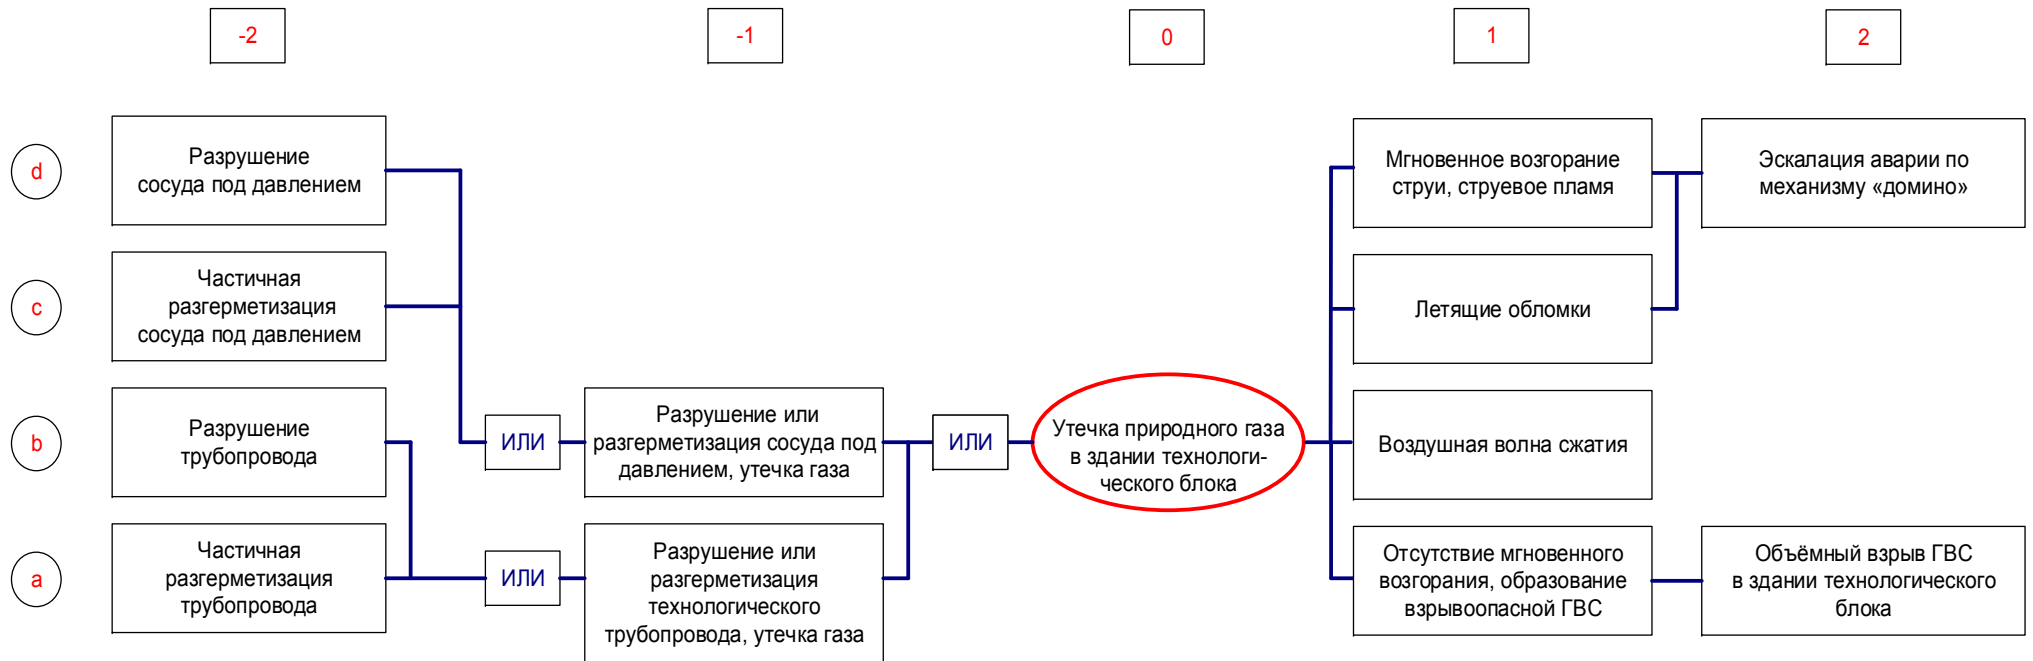 -2
-1
0
1
2
d
Разрушение
сосуда под давлением
Мгновенное возгорание
струи, струевое пламя
Эскалация аварии по
механизму «домино»
c
Частичная
разгерметизация
сосуда под давлением
Летящие обломки
b
Разрушение
трубопровода
ИЛИ
Разрушение или
разгерметизация сосуда под
давлением, утечка газа
ИЛИ
Утечка природного газа
в здании технологи-
ческого блока
Воздушная волна сжатия
a
Частичная
разгерметизация
трубопровода
ИЛИ
Разрушение или
разгерметизация
технологического
трубопровода, утечка газа
Отсутствие мгновенного
возгорания, образование
взрывоопасной ГВС
Объёмный взрыв ГВС
в здании технологического
блока